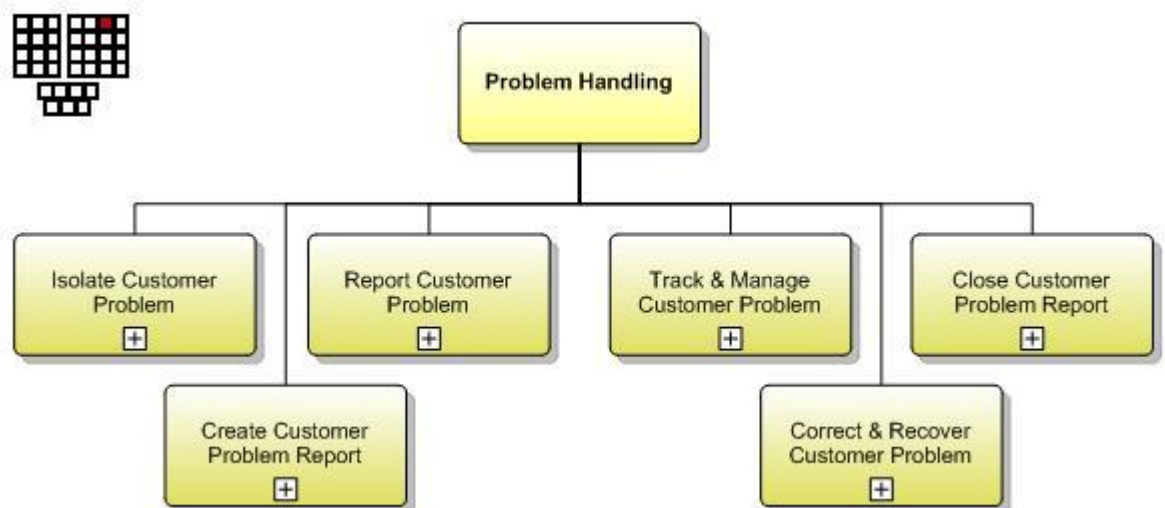 Problem Handling
Isolate Customer
Problem
Report Customer
Problem
Track & Manage
Customer Problem
Close Customer
Problem Report
Create Customer
Problem Report
Correct & Recover
Customer Problem